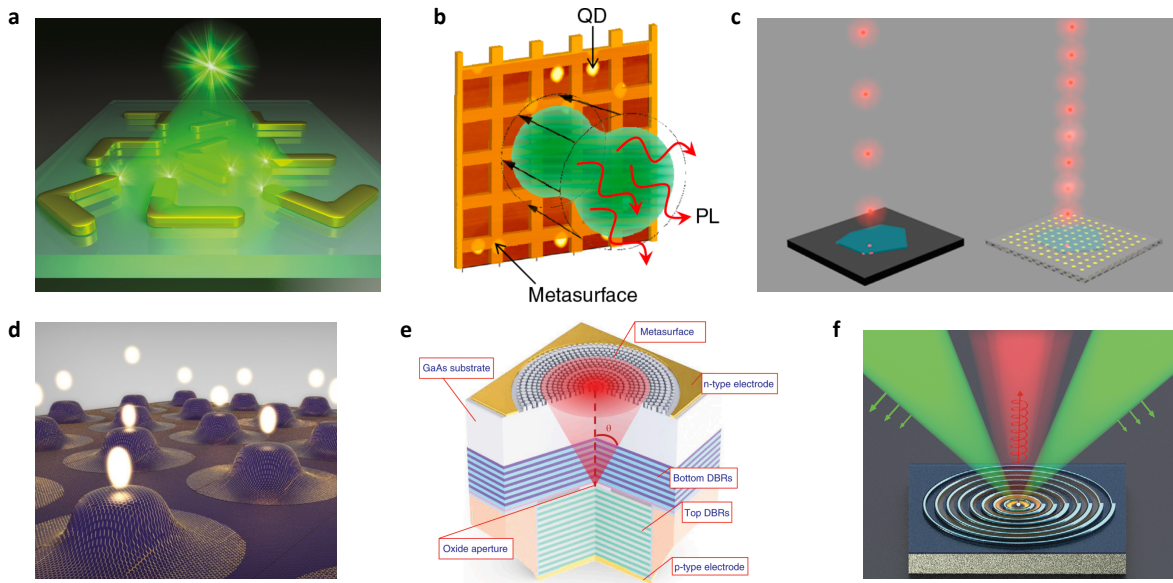 a
b
QD
PL
Metasurface
c
d
e
Metasurface
GaAs substrate
n-type electrode
θ
Bottom DBRs
Top DBRs
Oxide aperture
p-type electrode
f